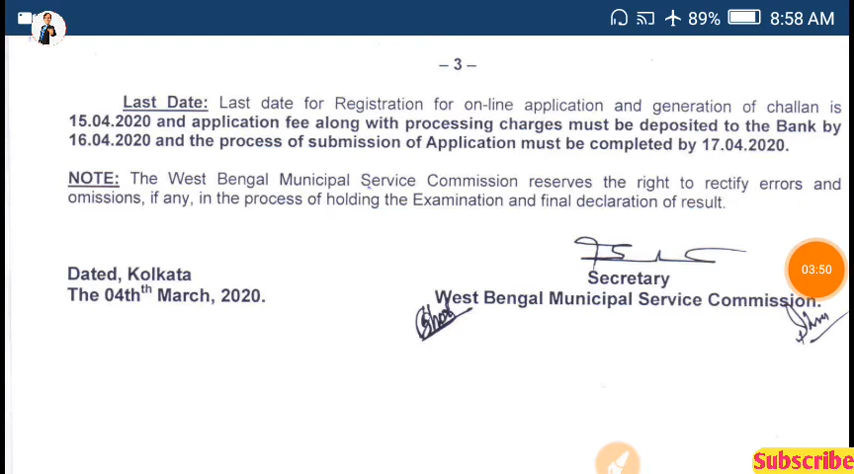 89% 8:58 AM
– 3 –
Last Date: Last date for Registration for on-line application and generation of challan is
15.04.2020 and application fee along with processing charges must be deposited to the Bank by
16.04.2020 and the process of submission of Application must be completed by 17.04.2020.
NOTE: The West Bengal Municipal Service Commission reserves the right to rectify errors and
omissions, if any, in the process of holding the Examination and final declaration of result.
03:50
Dated, Kolkata
The 04thth March, 2020.
Secretary
West Bengal Municipal Service Commission.
Subscribe